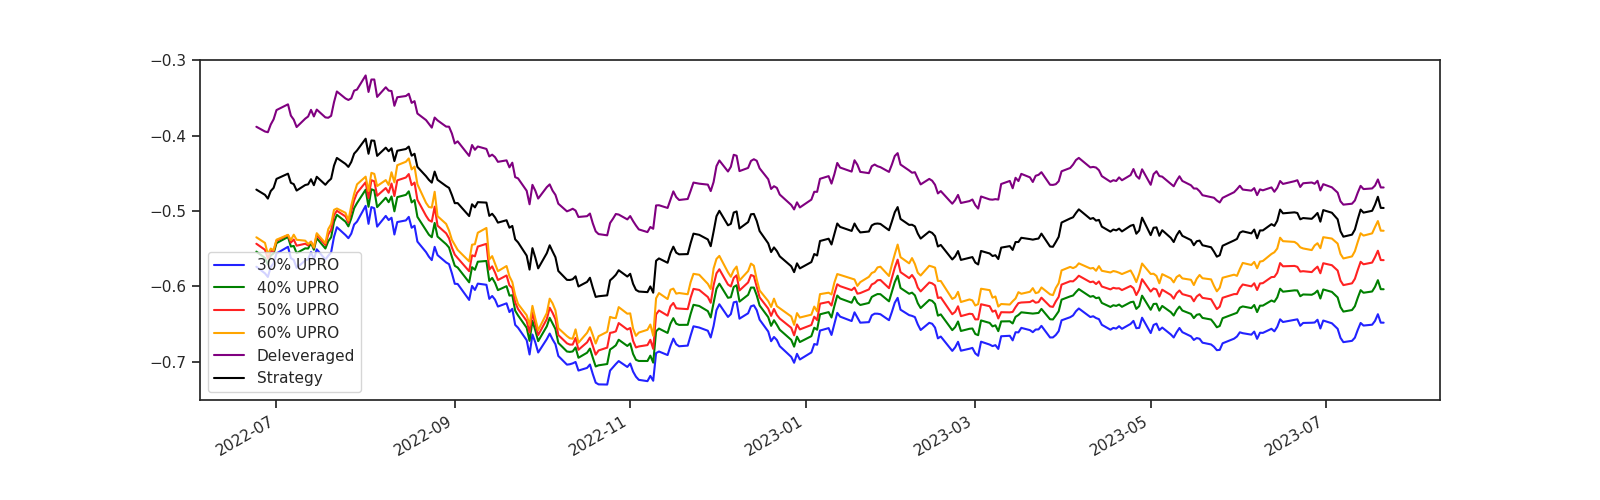 −0.3
−0.4
−0.5
−0.6
−0.7
30% UPRO
40% UPRO
50% UPRO
60% UPRO
Deleveraged
Strategy
2022-07
2022-09
2022-11
2023-01
2023-03
2023-05
2023-07